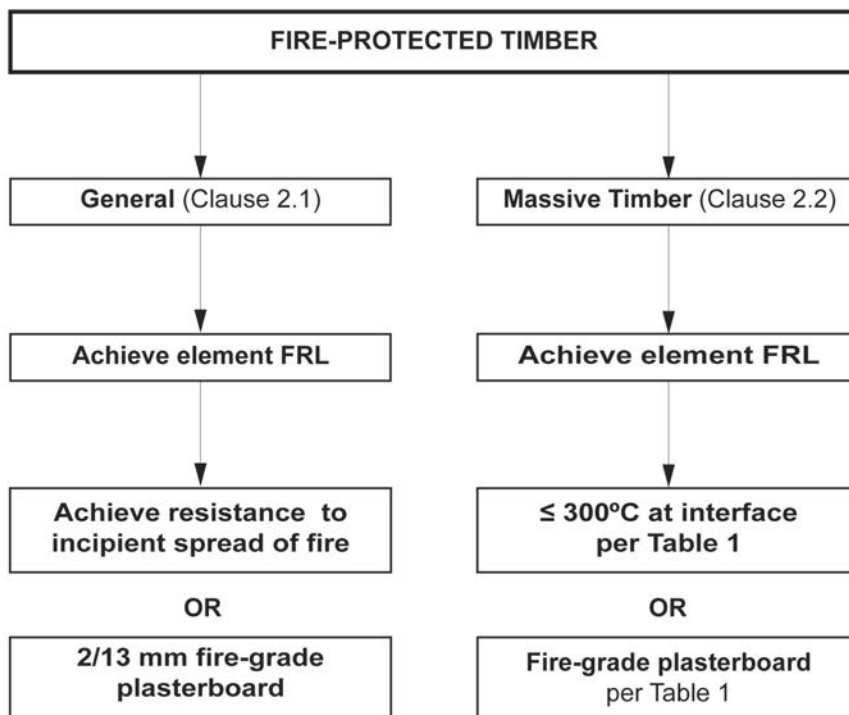 FIRE-PROTECTED TIMBER
General (Clause 2.1)
Massive Timber (Clause 2.2)
Achieve element FRL
Achieve element FRL
Achieve resistance to
incipient spread of fire
≤ 300ºC at interface
per Table 1
OR
OR
2/13 mm fire-grade
plasterboard
Fire-grade plasterboard
per Table 1